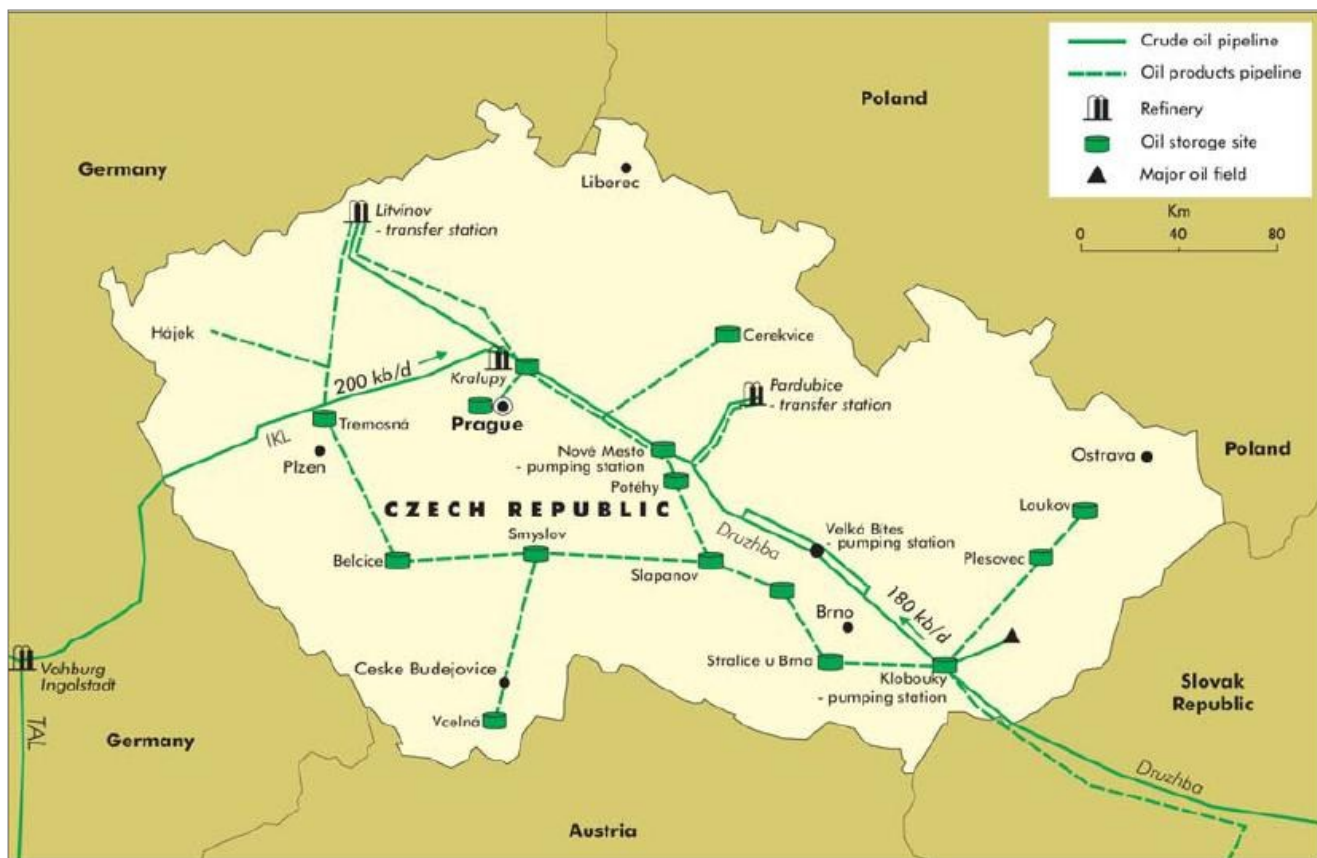 Crude oil pipeline
Oil products pipeline
Refinery
Oil storage site
Major oil field
Km
0 40 80
Poland
Germany
Liberec
Litvínov
- transfer station
Hájek
Cerekvice
200 kb/d
Kralupy
Pardubice
- transfer station
Prague
IKL
Tremosná
Plzen
Nové Mesto
- pumping station
Potéhy
Ostrava
Poland
CZECH REPUBLIC
Loukov
Druzhba
Velká Bites
- pumping station
Smyslov
Plesovec
Belcice
Slapanov
180 kb/d
Brno
Vohburg
Ingolstadt
Ceske Budejovice
Stralice u Brna
Klobouky
- pumping station
Slovak
Republic
Vcelná
TAL
Germany
Druzhba
Austria